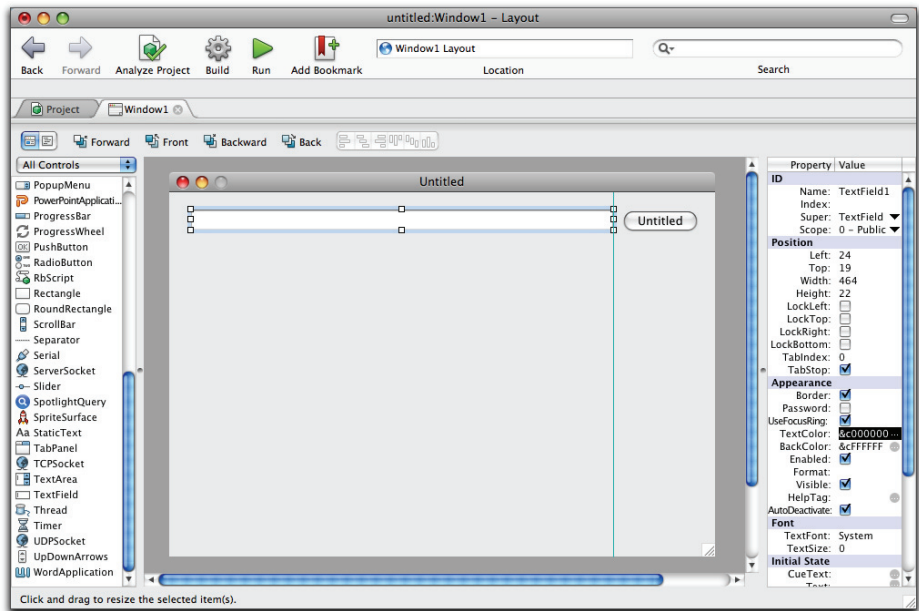 untitled:Window1 – Layout
Window1 Layout
Back
Forward
Analyze Project
Build
Run
Add Bookmark
Location
Search
Project
Window1
Forward
Front
Backward
Back
All Controls
PopupMenu
PowerPointApplicati...
ProgressBar
ProgressWheel
OK PushButton
RadioButton
RbScript
Rectangle
RoundRectangle
ScrollBar
Separator
Serial
ServerSocket
Slider
SpotlightQuery
SpriteSurface
Aa StaticText
TabPanel
TCPSocket
TextArea
TextField
Thread
Timer
UDPSocket
UpDownArrows
WordApplication
Untitled
Untitled
Property Value
ID
Name: TextField1
Index:
Super: TextField
Scope: 0 – Public
Position
Left: 24
Top: 19
Width: 464
Height: 22
LockLeft:
LockTop:
LockRight:
LockBottom:
TabIndex: 0
TabStop:
Appearance
Border:
Password:
UseFocusRing:
TextColor: &c000000 ...
BackColor: &cFFFFFF
Enabled:
Format:
Visible:
HelpTag:
AutoDeactivate:
Font
TextFont: System
TextSize: 0
Initial State
CueText:
Text:
Click and drag to resize the selected item(s).